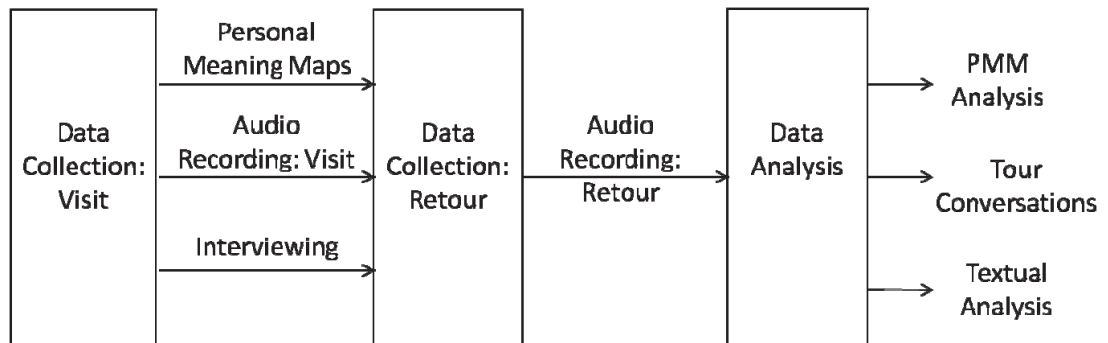 Data
Collection:
Visit
Personal
Meaning Maps
Audio
Recording: Visit
Interviewing
Data
Collection:
Retour
Audio
Recording:
Retour
Data
Analysis
PMM
Analysis
Tour
Conversations
Textual
Analysis